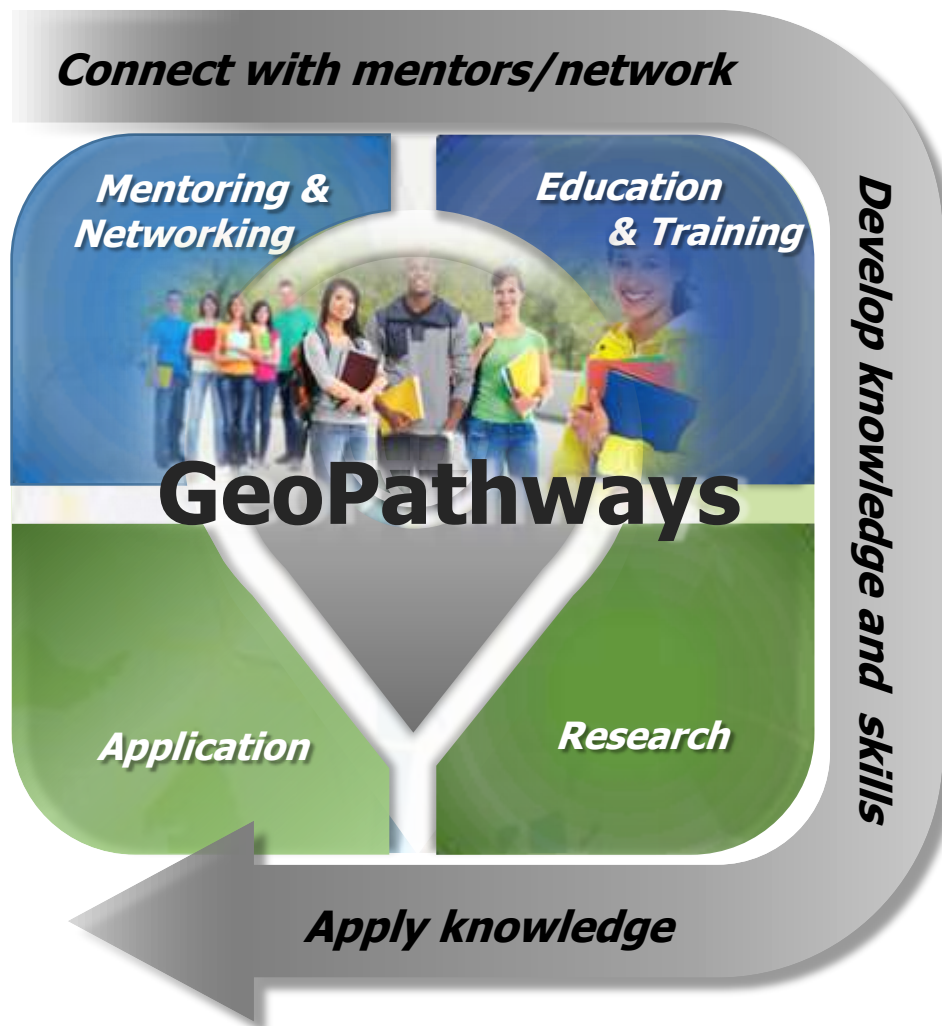 Connect with mentors/network
Mentoring &
Networking
Education
& Training
Develop knowledge and skills
GeoPathways
Application
Research
Apply knowledge